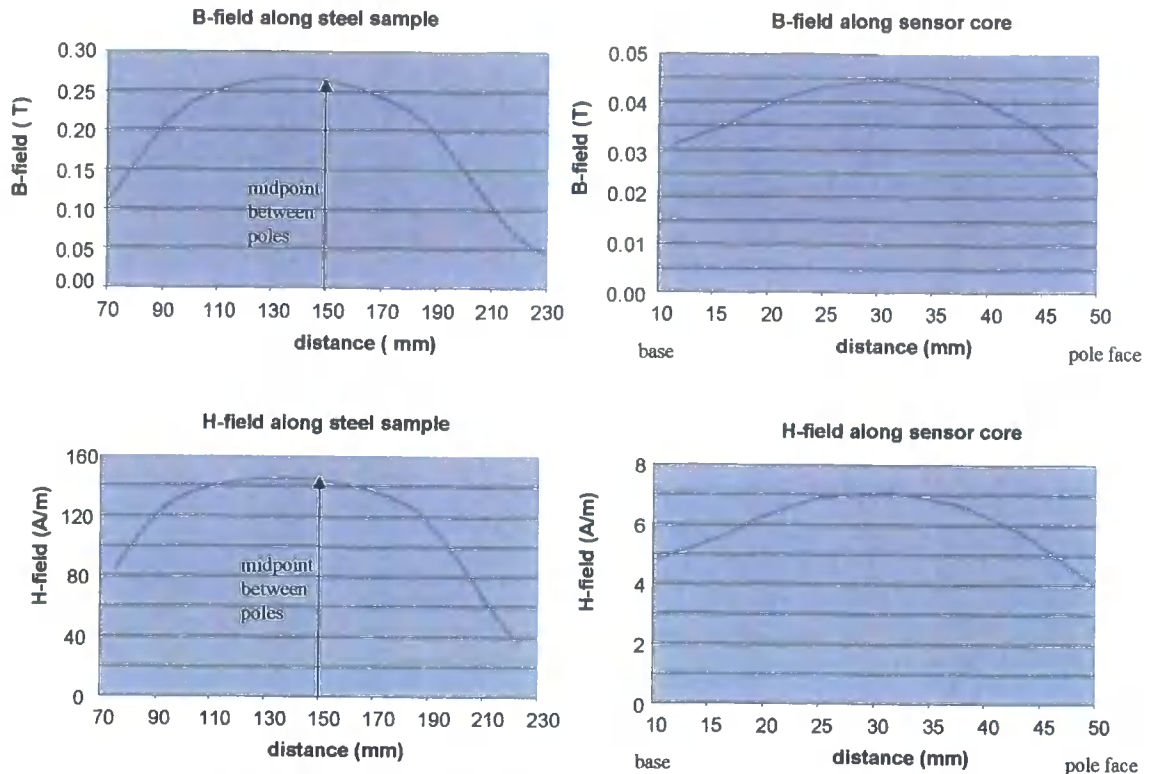 B-field along steel sample
B-field ( T)
0.30
0.25
0.20
0.15
0.10
0.05
0.00
midpoint
between
poles
70 90 110 130 150 170 190 210 230
distance ( mm)
B-field along sensor core
B-field (T)
0.05
0.04
0.03
0.02
0.01
0.00
10 15 20 25 30 35 40 45 50
base distance (mm) pole face
H-field along steel sample
H-field (A/m)
160
120
80
40
0
midpoint
between
poles
70 90 110 130 150 170 190 210 230
distance (mm)
H-field along sensor core
H-field (A/m)
8
6
4
2
0
10 15 20 25 30 35 40 45 50
base distance (mm) pole face